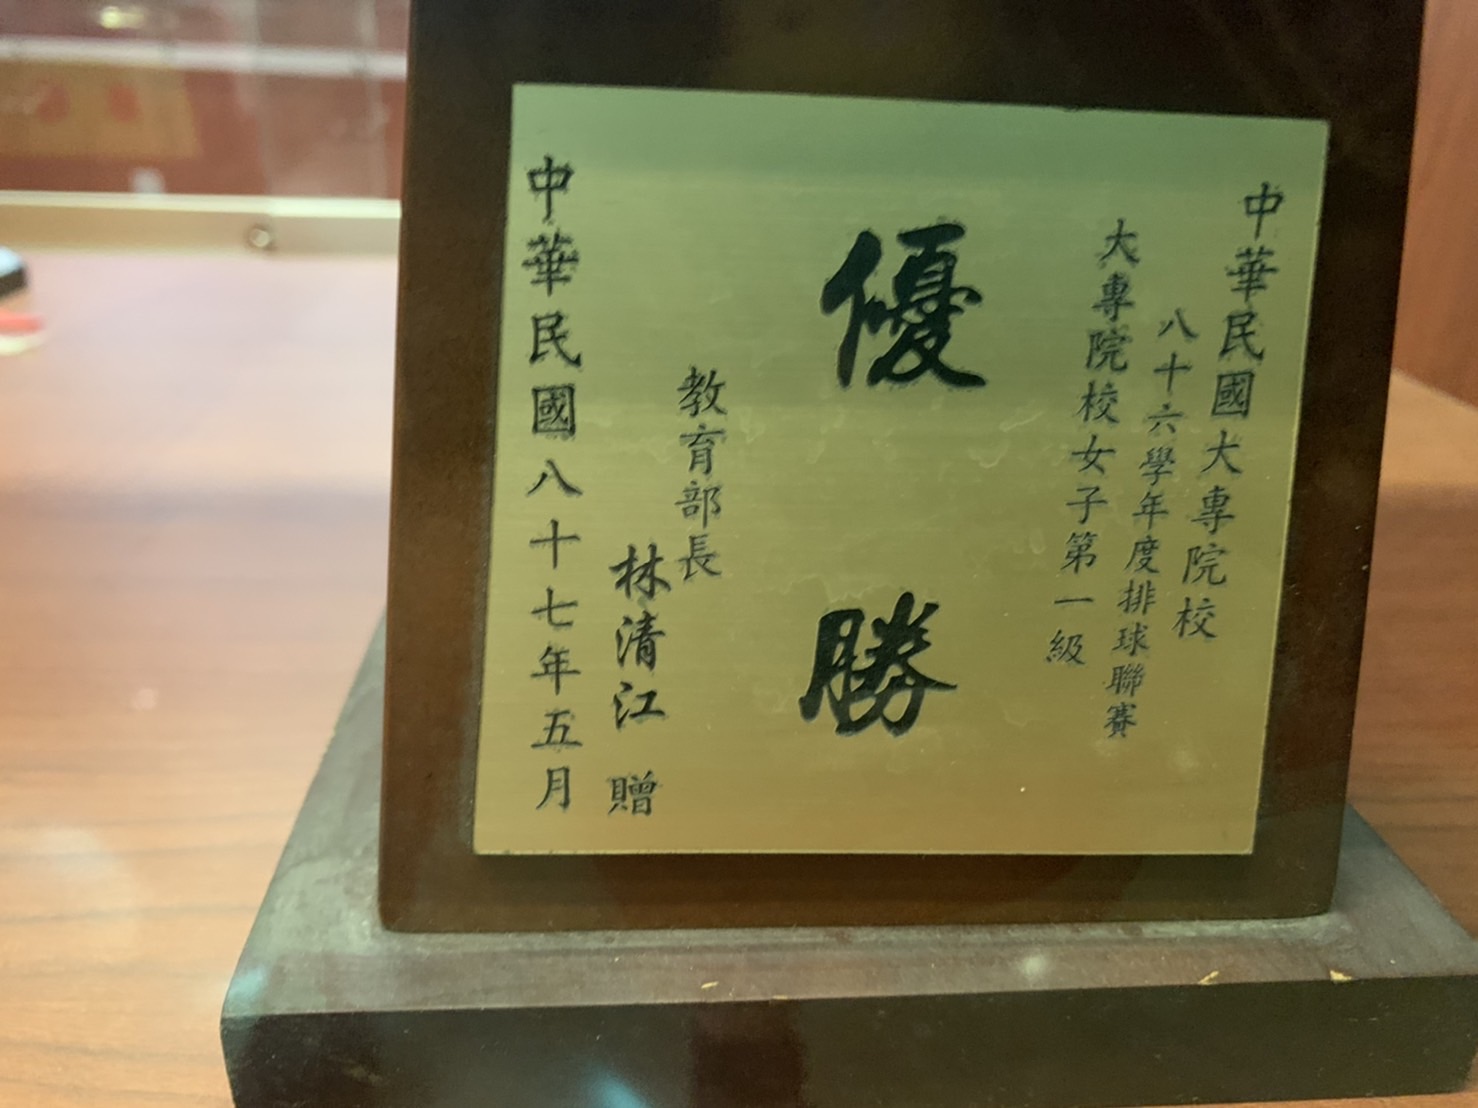 中華民國大專院校
八十六學年度排球聯賽
大專院校女子第一級
優勝
教育部長
林清江 贈
中華民國八十七年五月